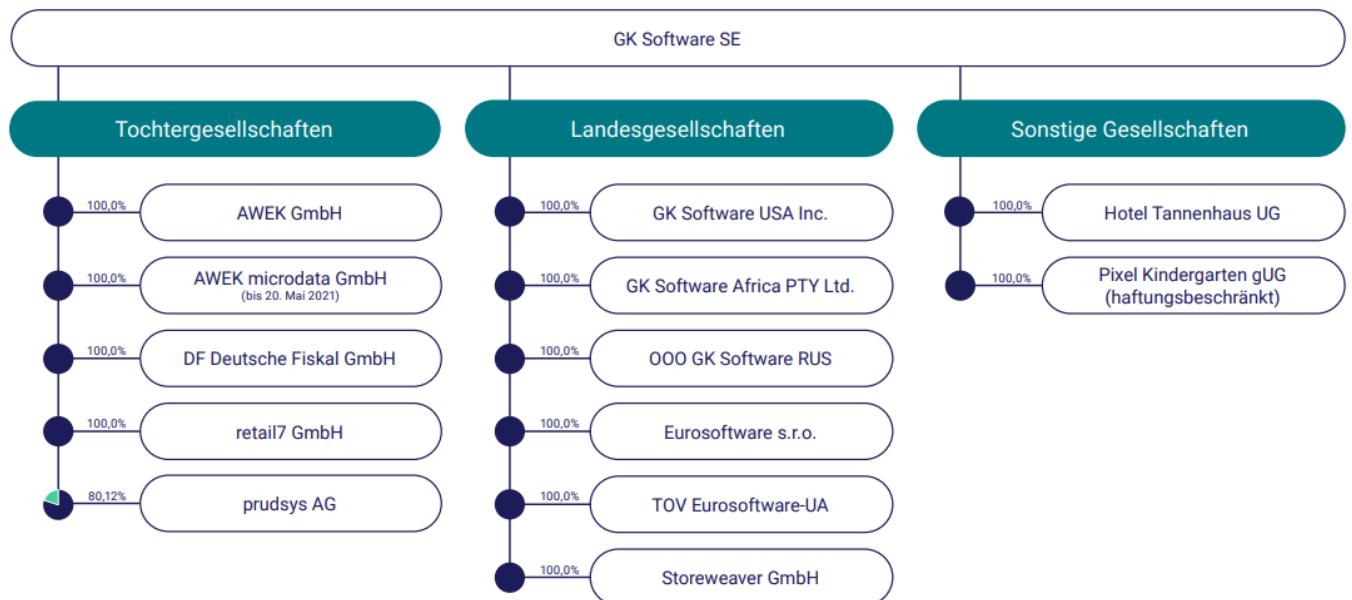 GK Software SE
Tochtergesellschaften
100,0%
AWEK GmbH
100,0%
AWEK microdata GmbH
(bis 20. Mai 2021)
100,0%
DF Deutsche Fiskal GmbH
100,0%
retail7 GmbH
80,12%
prudsys AG
Landesgesellschaften
100,0%
GK Software USA Inc.
100,0%
GK Software Africa PTY Ltd.
100,0%
OOO GK Software RUS
100,0%
Eurosoftware s.r.o.
100,0%
TOV Eurosoftware-UA
100,0%
Storeweaver GmbH
Sonstige Gesellschaften
100,0%
Hotel Tannenhaus UG
100,0%
Pixel Kindergarten gUG
(haftungsbeschränkt)